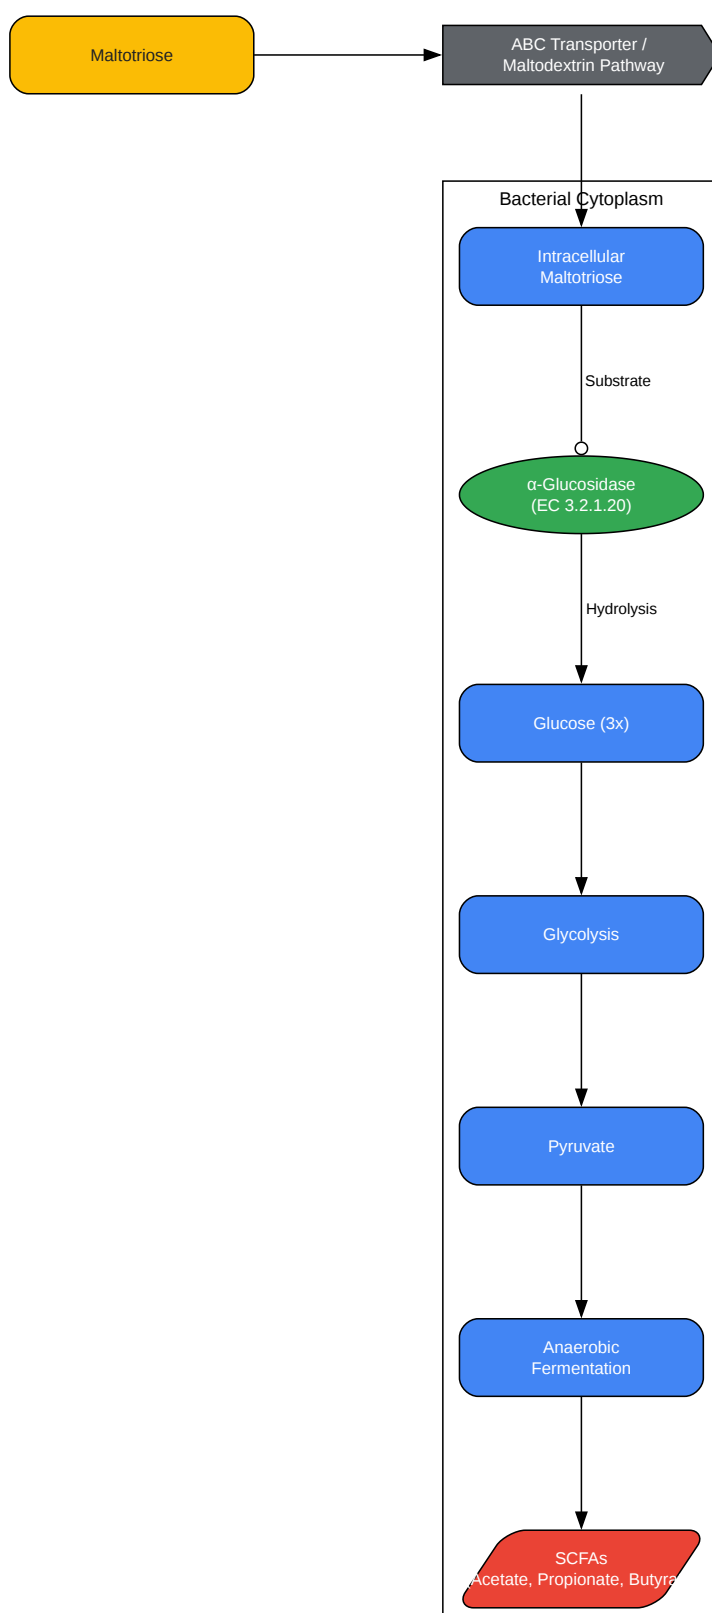 Maltotriose
ABC Transporter /
Maltodextrin Pathway
Bacterial Cytoplasm
Intracellular
Maltotriose
Substrate
α-Glucosidase
(EC 3.2.1.20)
Hydrolysis
Glucose (3x)
Glycolysis
Pyruvate
Anaerobic
Fermentation
SCFAs
(Acetate, Propionate, Butyra